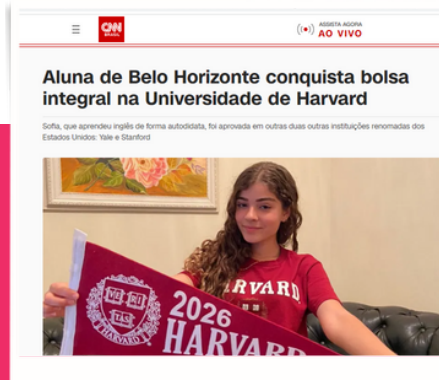 CNN
BRASIL
ASSISTA AGORA
AO VIVO
Aluna de Belo Horizonte conquista bolsa
integral na Universidade de Harvard
Sofia, que aprendeu inglês de forma autodidata, foi aprovada em outras duas outras instituições renomadas dos
Estados Unidos: Yale e Stanford
ARVARD
VE RI
TAS
HARVARD
2026
HARVARD